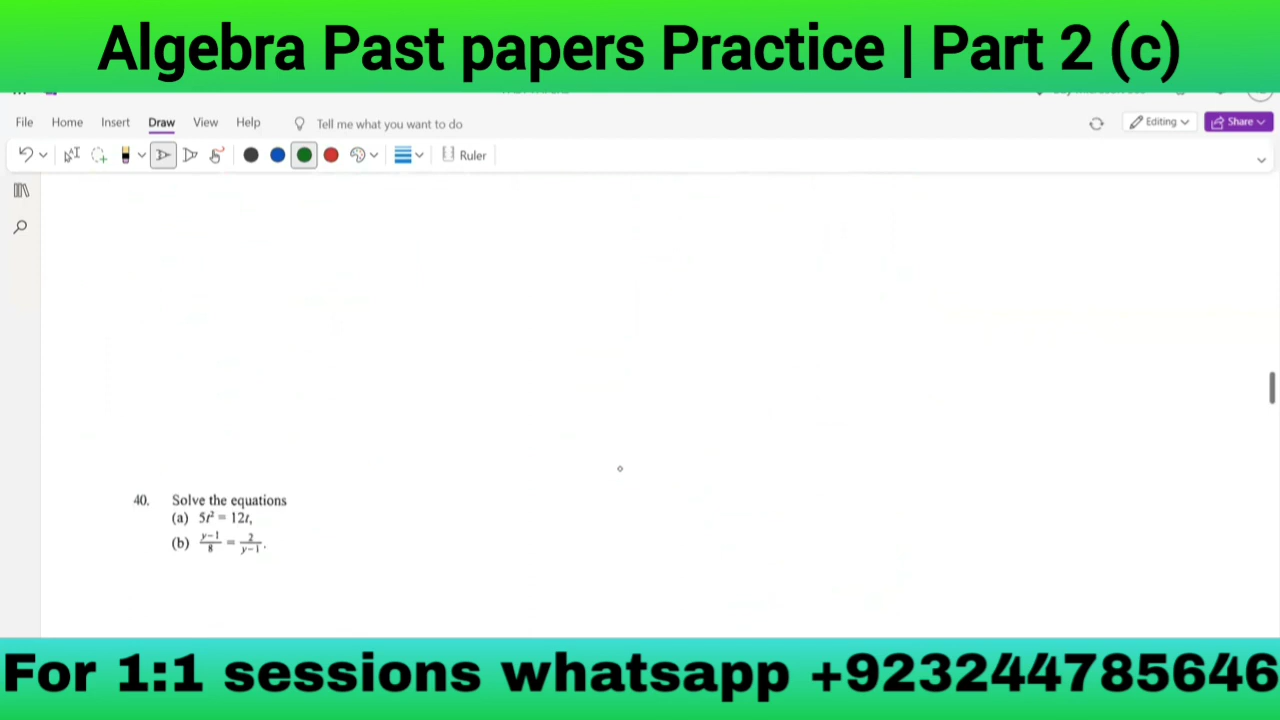 Algebra Past papers Practice | Part 2 (c)
File Home Insert Draw View Help Tell me what you want to do Editing Share
Ruler
40. Solve the equations
(a) 5t² = 12t,
(b) y−1/8 = 2/y−1.
For 1:1 sessions whatsapp +923244785646